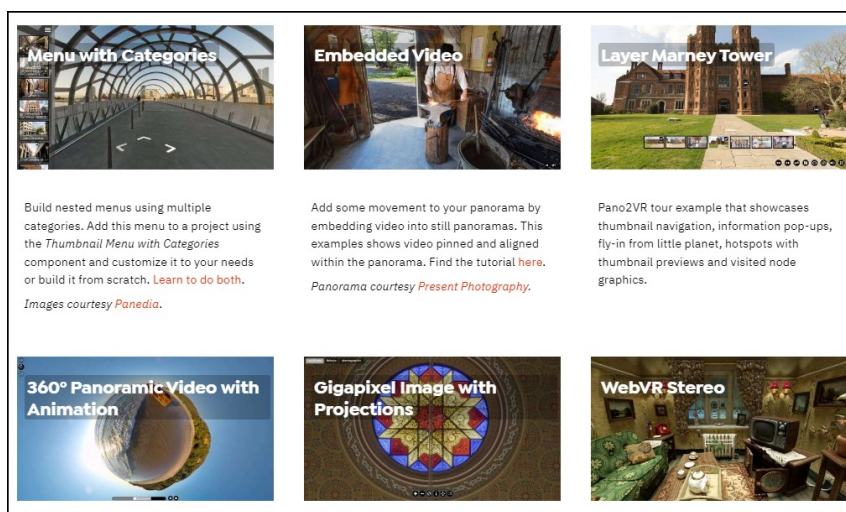 Menu with Categories
Embedded Video
Layer Marney Tower
Build nested menus using multiple
categories. Add this menu to a project using
the Thumbnail Menu with Categories
component and customize it to your needs
or build it from scratch. Learn to do both.
Images courtesy Panedia.
Add some movement to your panorama by
embedding video into still panoramas. This
examples shows video pinned and aligned
within the panorama. Find the tutorial here.
Panorama courtesy Present Photography.
Pano2VR tour example that showcases
thumbnail navigation, information pop-ups,
fly-in from little planet, hotspots with
thumbnail previews and visited node
graphics.
360° Panoramic Video with
Animation
Gigapixel Image with
Projections
WebVR Stereo